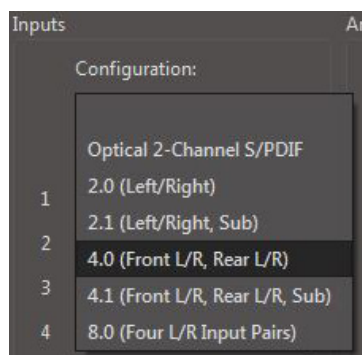 Inputs
Configuration:
Optical 2-Channel S/PDIF
2.0 (Left/Right)
1
2.1 (Left/Right, Sub)
2
4.0 (Front L/R, Rear L/R)
3
4.1 (Front L/R, Rear L/R, Sub)
4
8.0 (Four L/R Input Pairs)